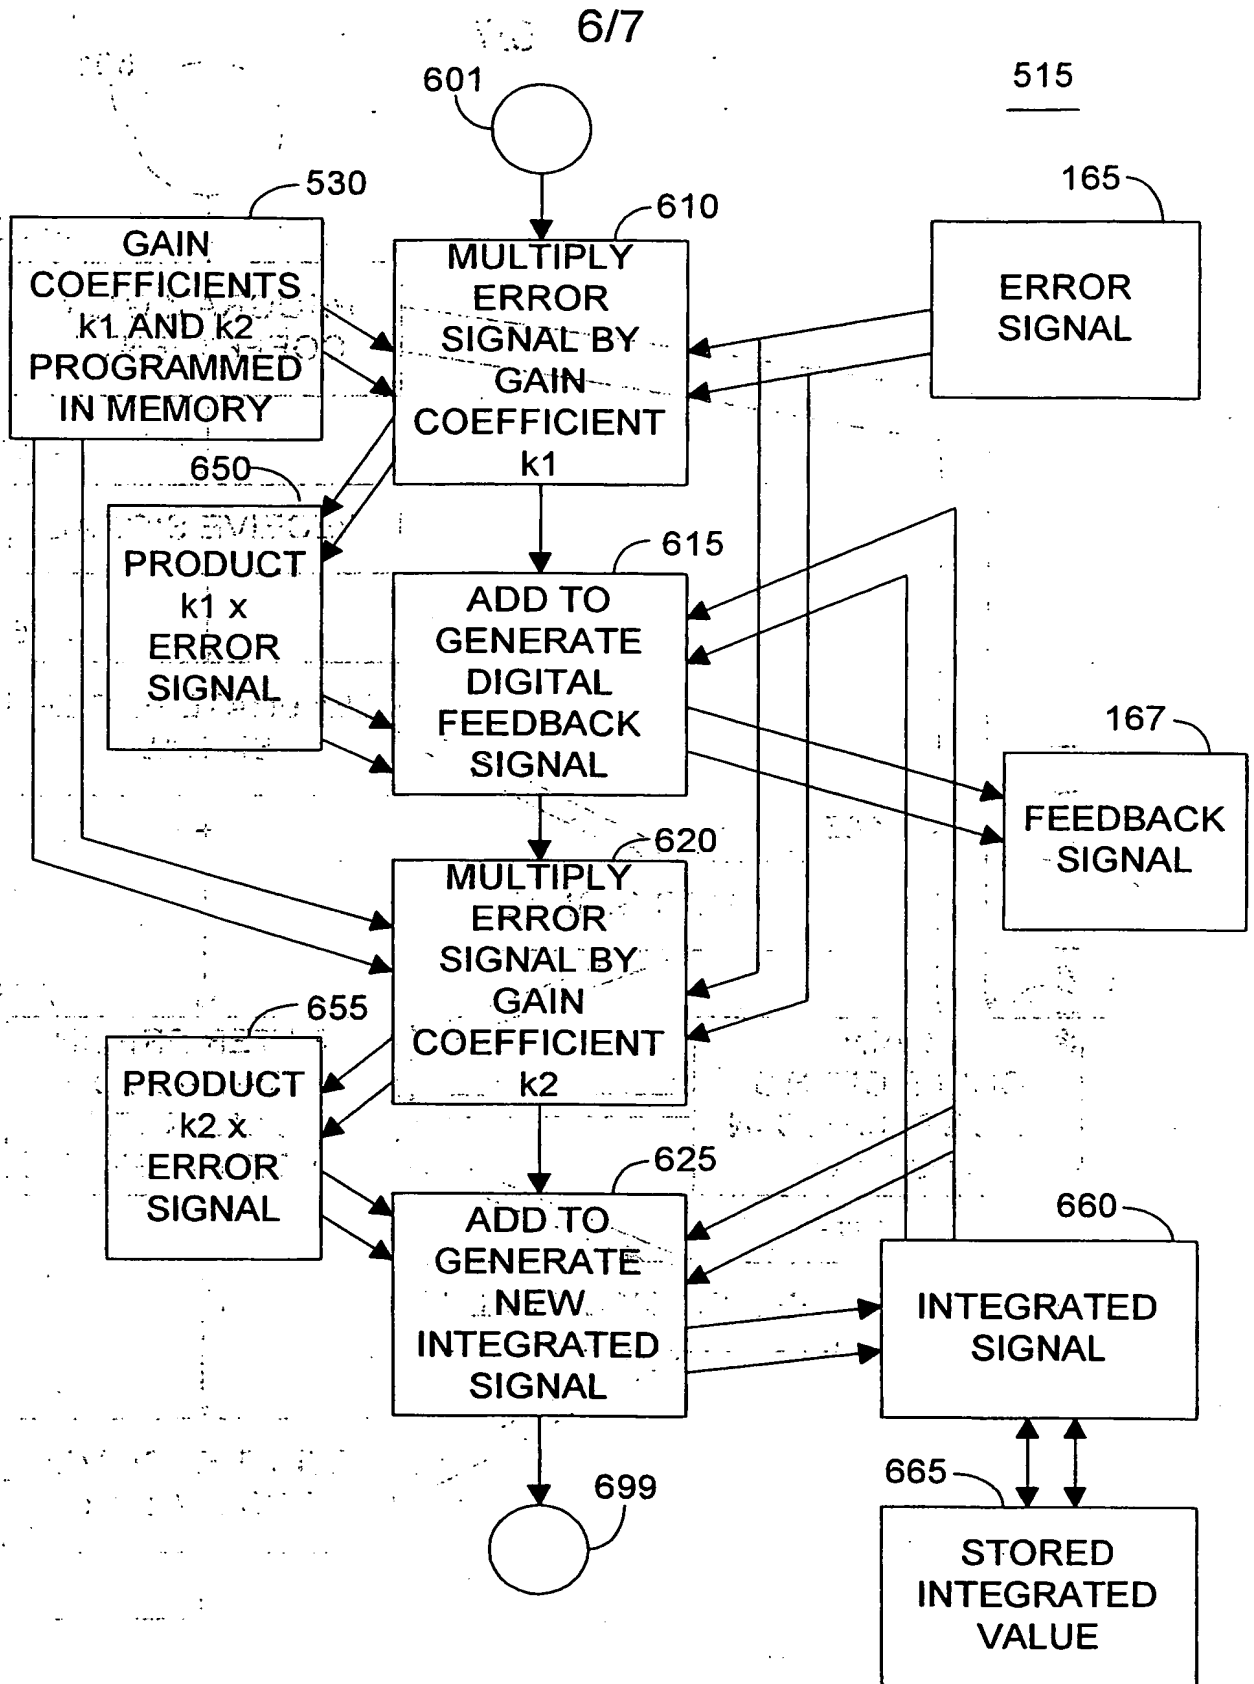 6/7
515
601
530
GAIN
COEFFICIENTS
k1 AND k2
PROGRAMMED
IN MEMORY
610
MULTIPLY
ERROR
SIGNAL BY
GAIN
COEFFICIENT
k1
165
ERROR
SIGNAL
650
PRODUCT
k1 x
ERROR
SIGNAL
615
ADD TO
GENERATE
DIGITAL
FEEDBACK
SIGNAL
167
FEEDBACK
SIGNAL
620
MULTIPLY
ERROR
SIGNAL BY
GAIN
COEFFICIENT
k2
655
PRODUCT
k2 x
ERROR
SIGNAL
625
ADD TO
GENERATE
NEW
INTEGRATED
SIGNAL
660
INTEGRATED
SIGNAL
699
665
STORED
INTEGRATED
VALUE